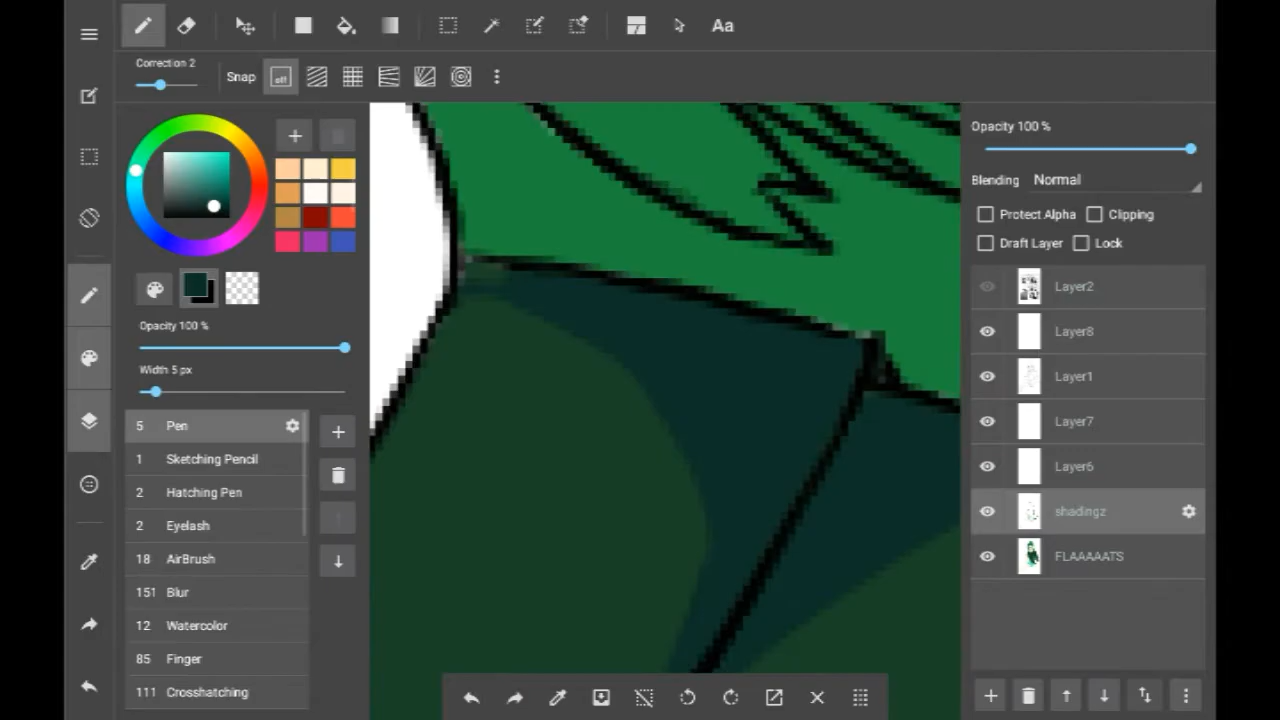 Aa
Correction 2
Snap
off
Opacity 100 %
Blending Normal
Protect Alpha Clipping
Draft Layer Lock
Layer2
Layer8
Layer1
Layer7
Layer6
shadingz
FLAAAAATS
Opacity 100 %
Width 5 px
5 Pen
1 Sketching Pencil
2 Hatching Pen
2 Eyelash
18 AirBrush
151 Blur
12 Watercolor
85 Finger
111 Crosshatching